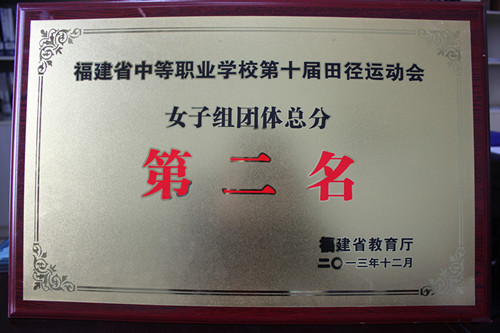 福建省中等职业学校第十届田径运动会
女子组团体总分
第二名
福建省教育厅
二〇一三年十二月